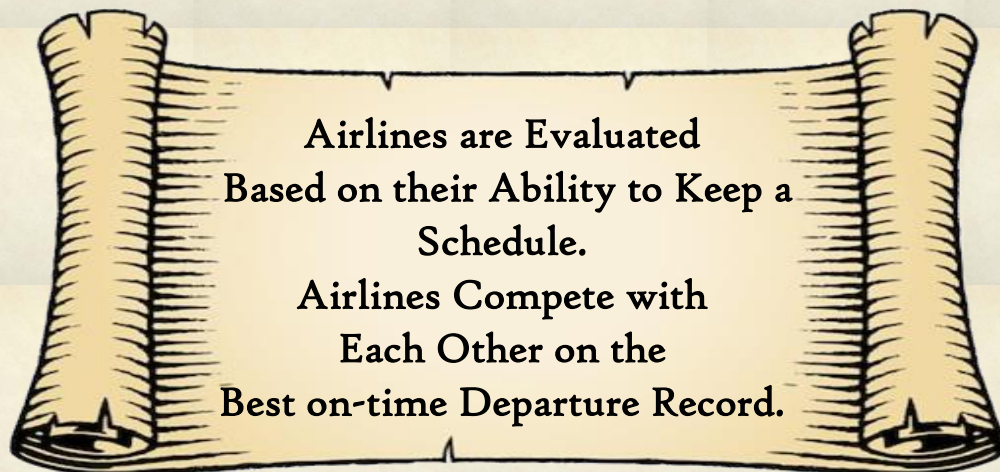 Airlines are Evaluated
Based on their Ability to Keep a
Schedule.
Airlines Compete with
Each Other on the
Best on-time Departure Record.